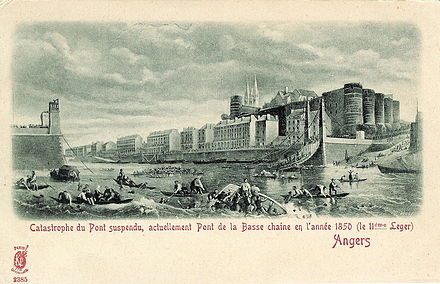 Catastrophe du Pont suspendu, actuellement Pont de la Basse chaine en l'année 1850 (le 11ème Leger)
Angers
2385